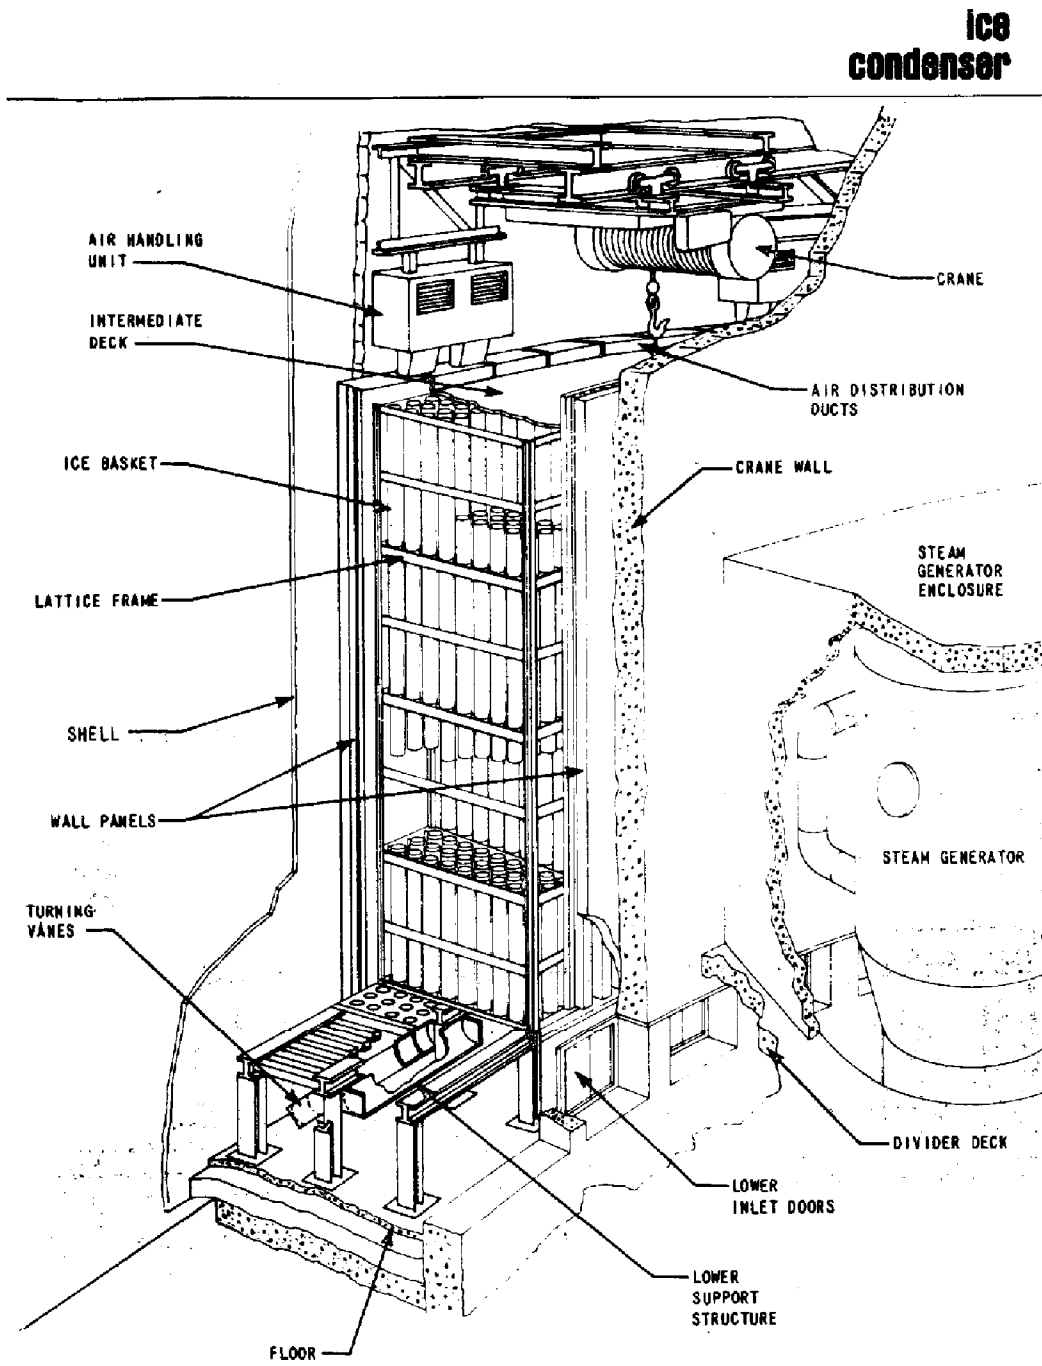 ice
condenser
AIR HANDLING
UNIT
CRANE
INTERMEDIATE
DECK
AIR DISTRIBUTION
DUCTS
ICE BASKET
CRANE WALL
STEAM
GENERATOR
ENCLOSURE
LATTICE FRAME
SHELL
WALL PANELS
STEAM GENERATOR
TURNING
VANES
DIVIDER DECK
LOWER
INLET DOORS
LOWER
SUPPORT
STRUCTURE
FLOOR